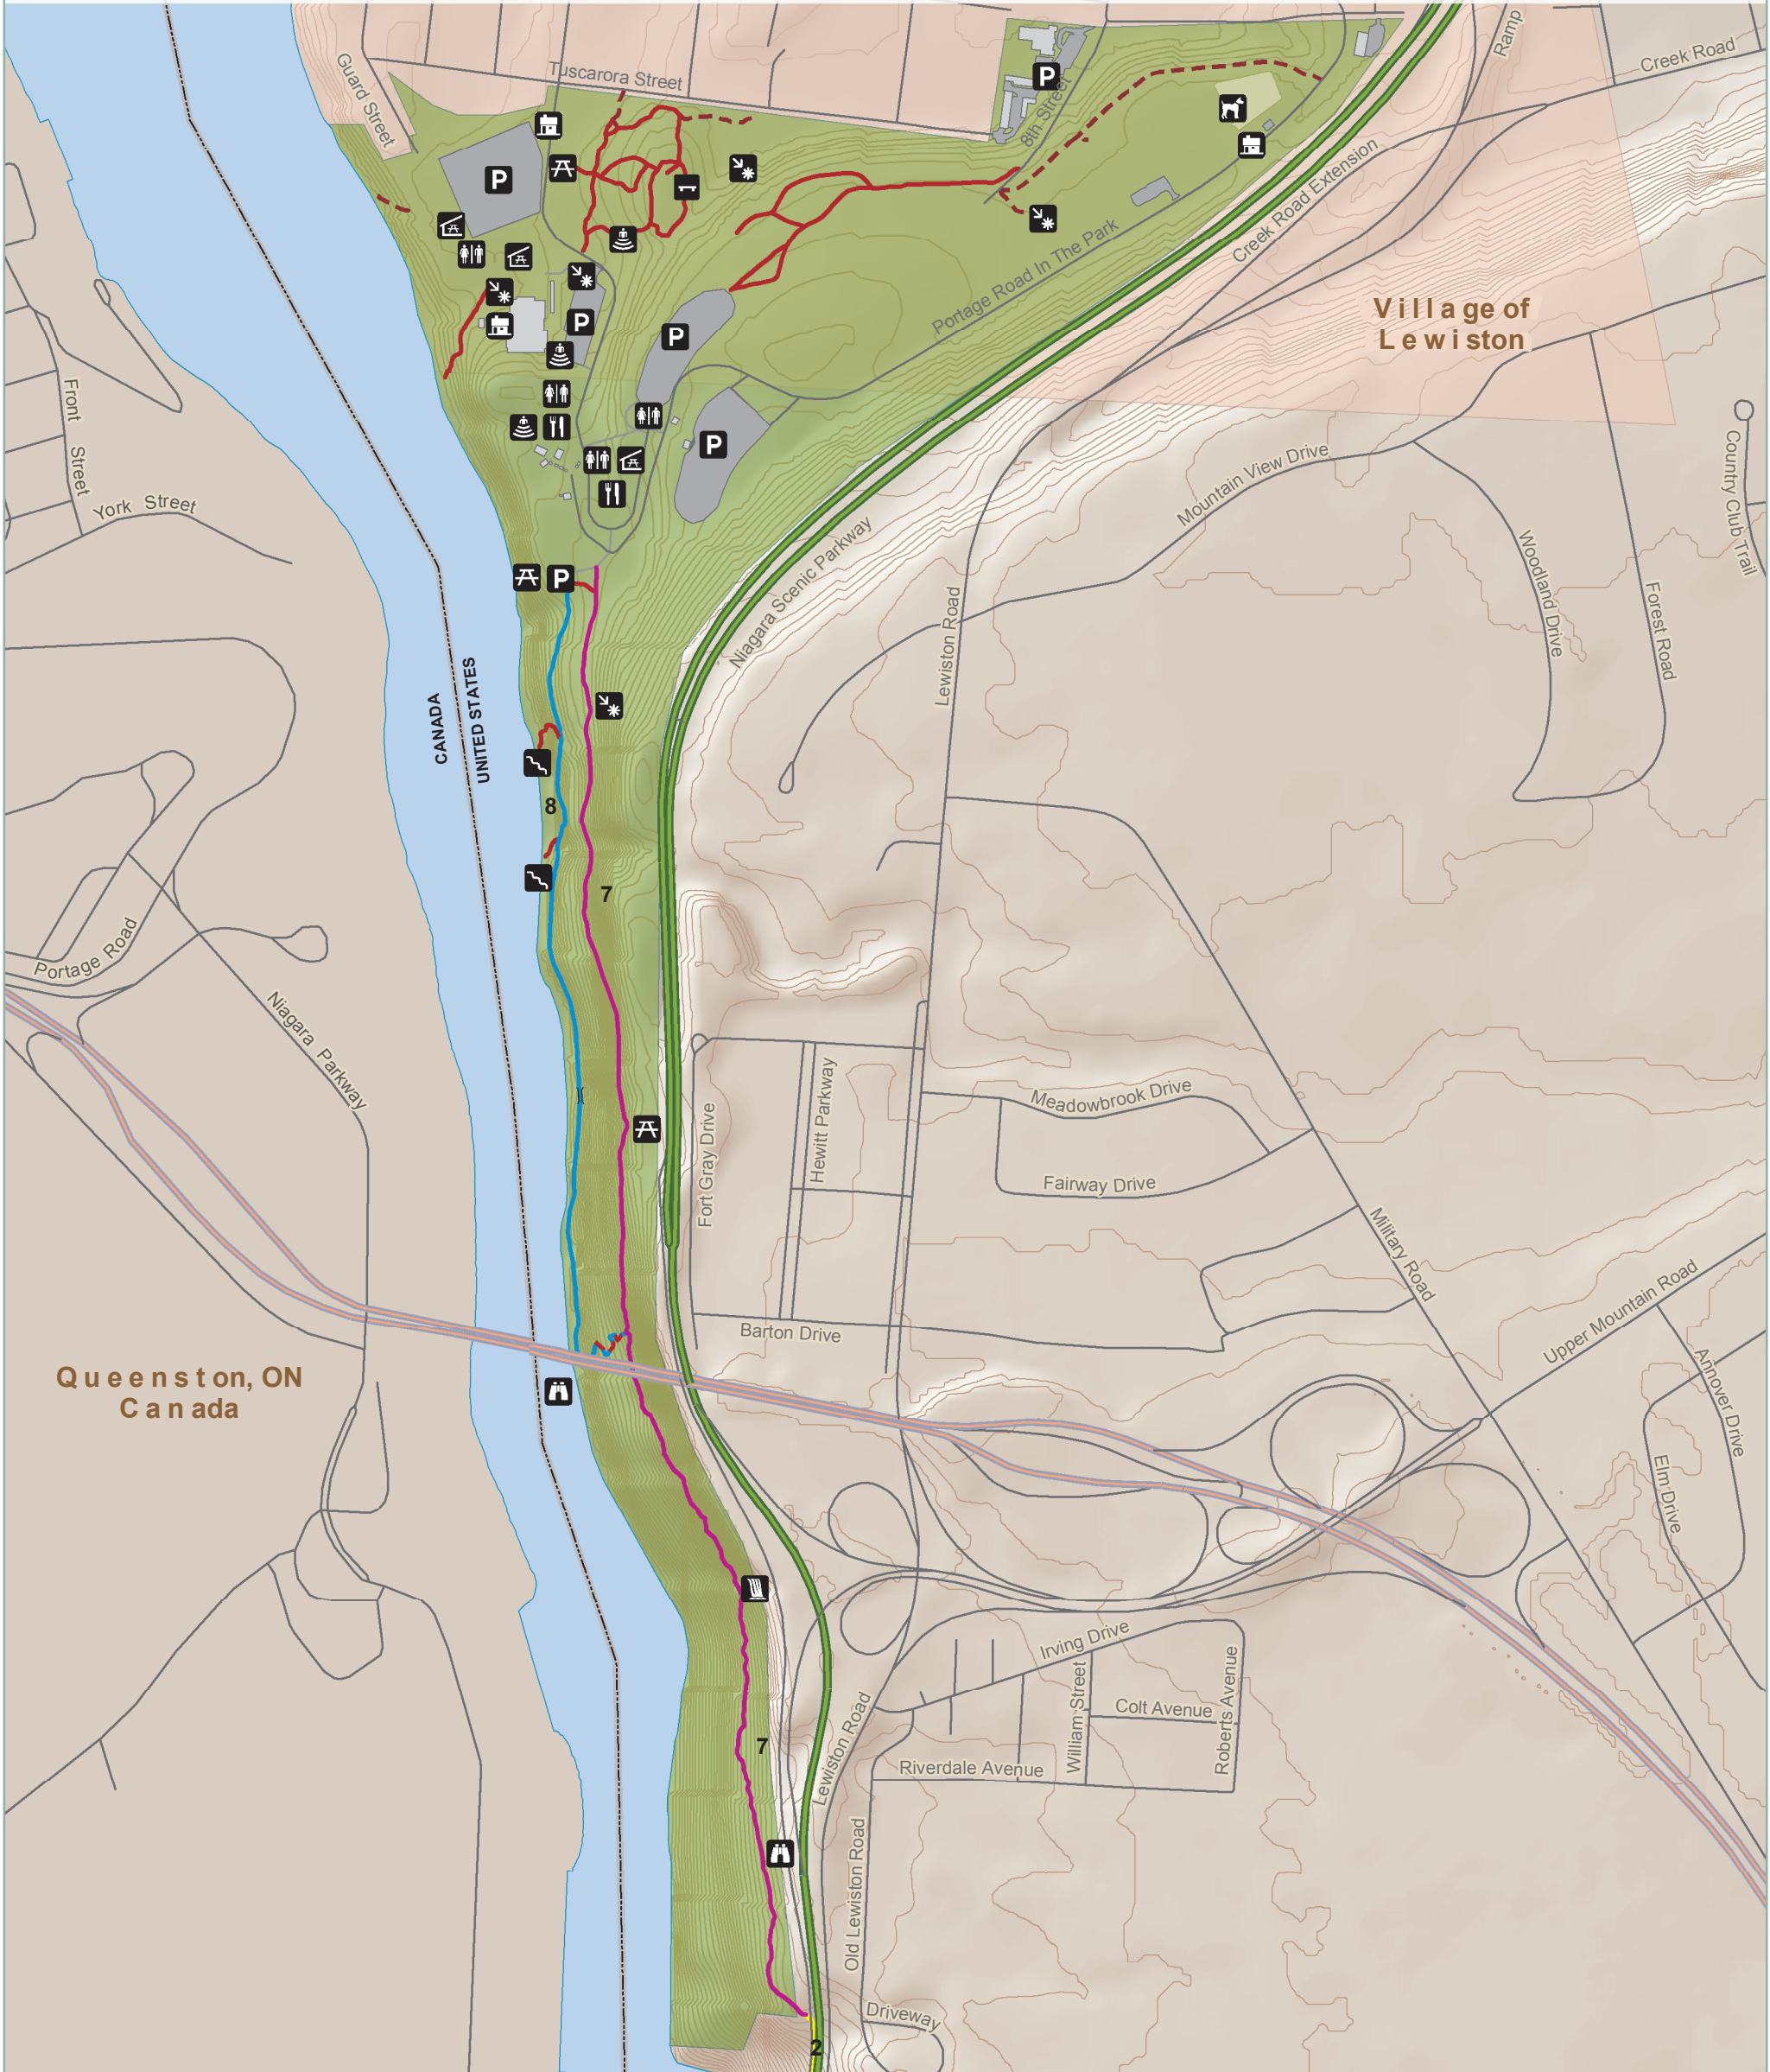 Ramp
Creek Road
Guard Street
Tuscarora Street
P
8th Street
P
Creek Road Extension
Portage Road In The Park
Village of
Lewiston
P
P
P
Front Street
York Street
Mountain View Drive
Country Club Trail
Woodland Drive
Forest Road
Niagara Scenic Parkway
Lewiston Road
P
CANADA
UNITED STATES
8
7
Portage Road
Niagara Parkway
Hewitt Parkway
Meadowbrook Drive
Fort Gray Drive
Fairway Drive
Military Road
Barton Drive
Upper Mountain Road
Annover Drive
Queenston, ON
Canada
Elm Drive
Irving Drive
William Street
Colt Avenue
Roberts Avenue
7
Lewiston Road
Riverdale Avenue
Old Lewiston Road
Driveway
2